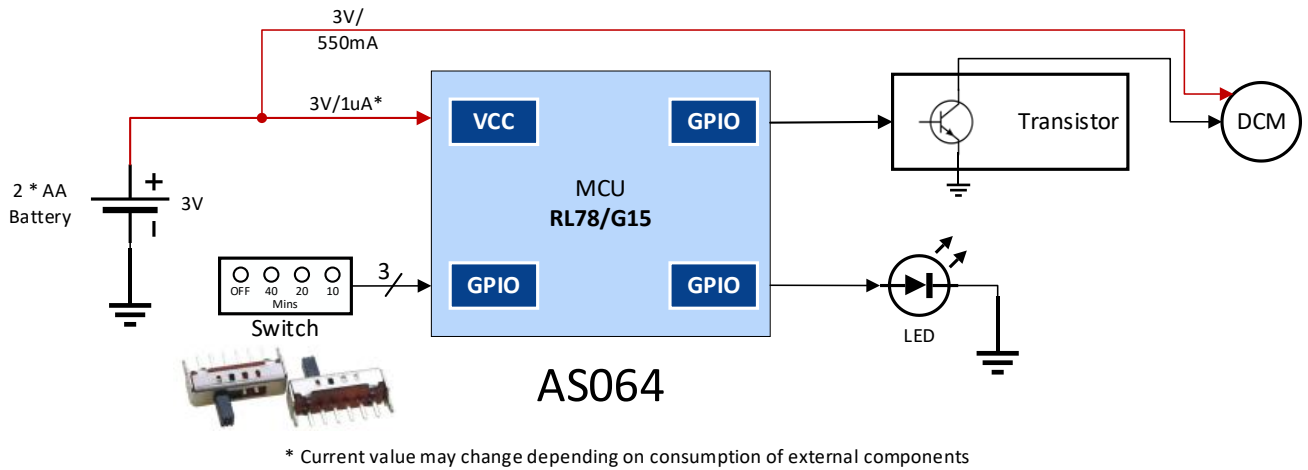 3V/
550mA
3V/1uA*
VCC
GPIO
Transistor
DCM
2 * AA
Battery
+
3V
MCU
RL78/G15
OFF 40 20 10
Mins
3
GPIO
GPIO
Switch
LED
AS064
* Current value may change depending on consumption of external components